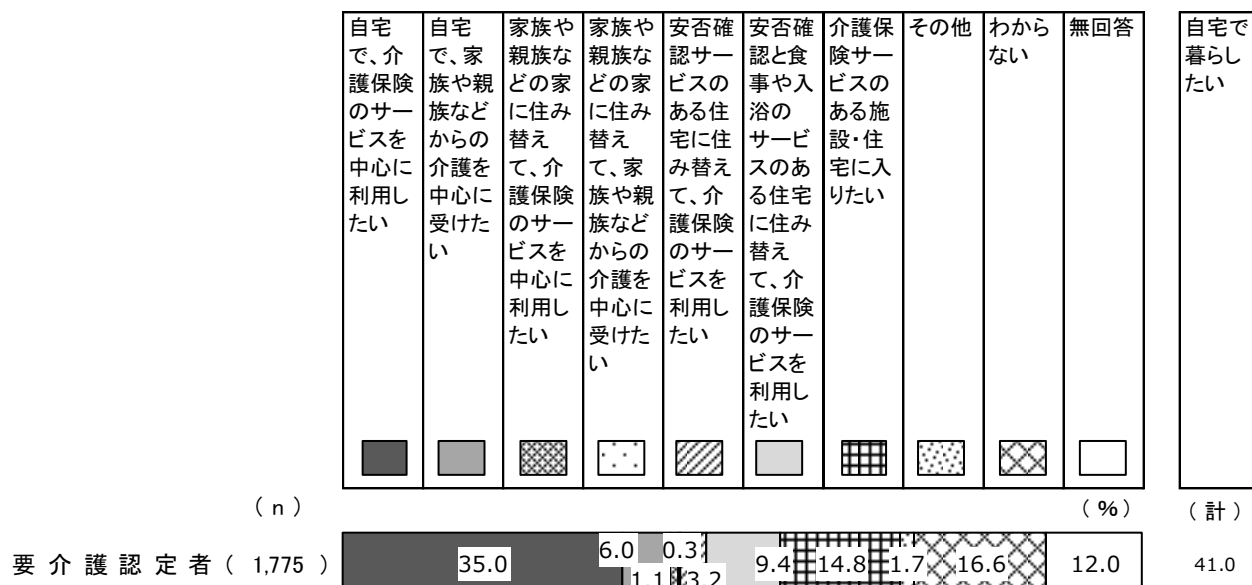 自宅
で、介
護保険
のサー
ビスを
中心に
利用し
たい
自宅
で、家
族や親
族など
からの
介護を
中心に
受けた
い
家族や
親族な
どの家
に住み
替え
て、介
護保険
のサー
ビスを
中心に
利用し
たい
家族や
親族な
どの家
に住み
替え
て、家
族や親
族など
からの
介護を
中心に
受けた
い
安否確
認サー
ビスの
ある住
宅に住
み替え
て、介
護保険
のサー
ビスを
利用し
たい
安否確
認と食
事や入
浴の
サービ
スのあ
る住宅
に住み
替え
て、介
護保険
のサー
ビスを
利用し
たい
介護保
険サー
ビスの
ある施
設・住
宅に入
りたい
その他
わから
ない
無回答
自宅で
暮らし
たい
(n) (%) (計)
要介護認定者( 1,775 ) 35.0 6.0 1.1 0.3 3.2 9.4 14.8 1.7 16.6 12.0 41.0